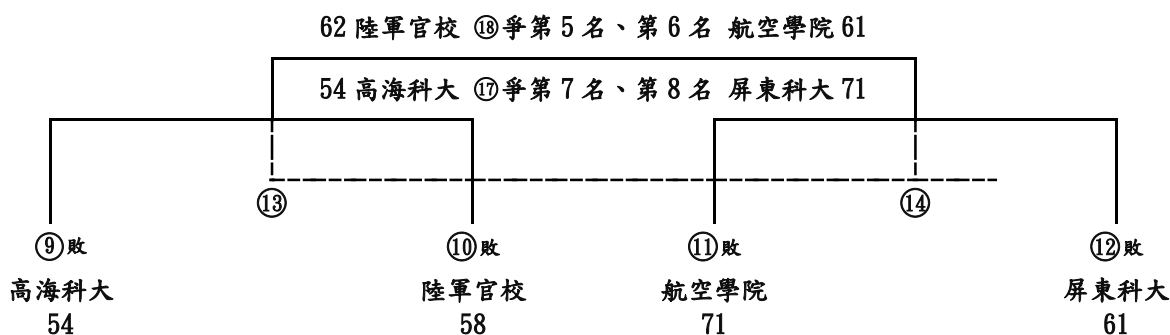 62 陸軍官校 ⑱爭第 5 名、第 6 名 航空學院 61
54 高海科大 ⑰爭第 7 名、第 8 名 屏東科大 71
⑬ ⑭
⑨敗 ⑩敗 ⑪敗 ⑫敗
高海科大 陸軍官校 航空學院 屏東科大
54 58 71 61